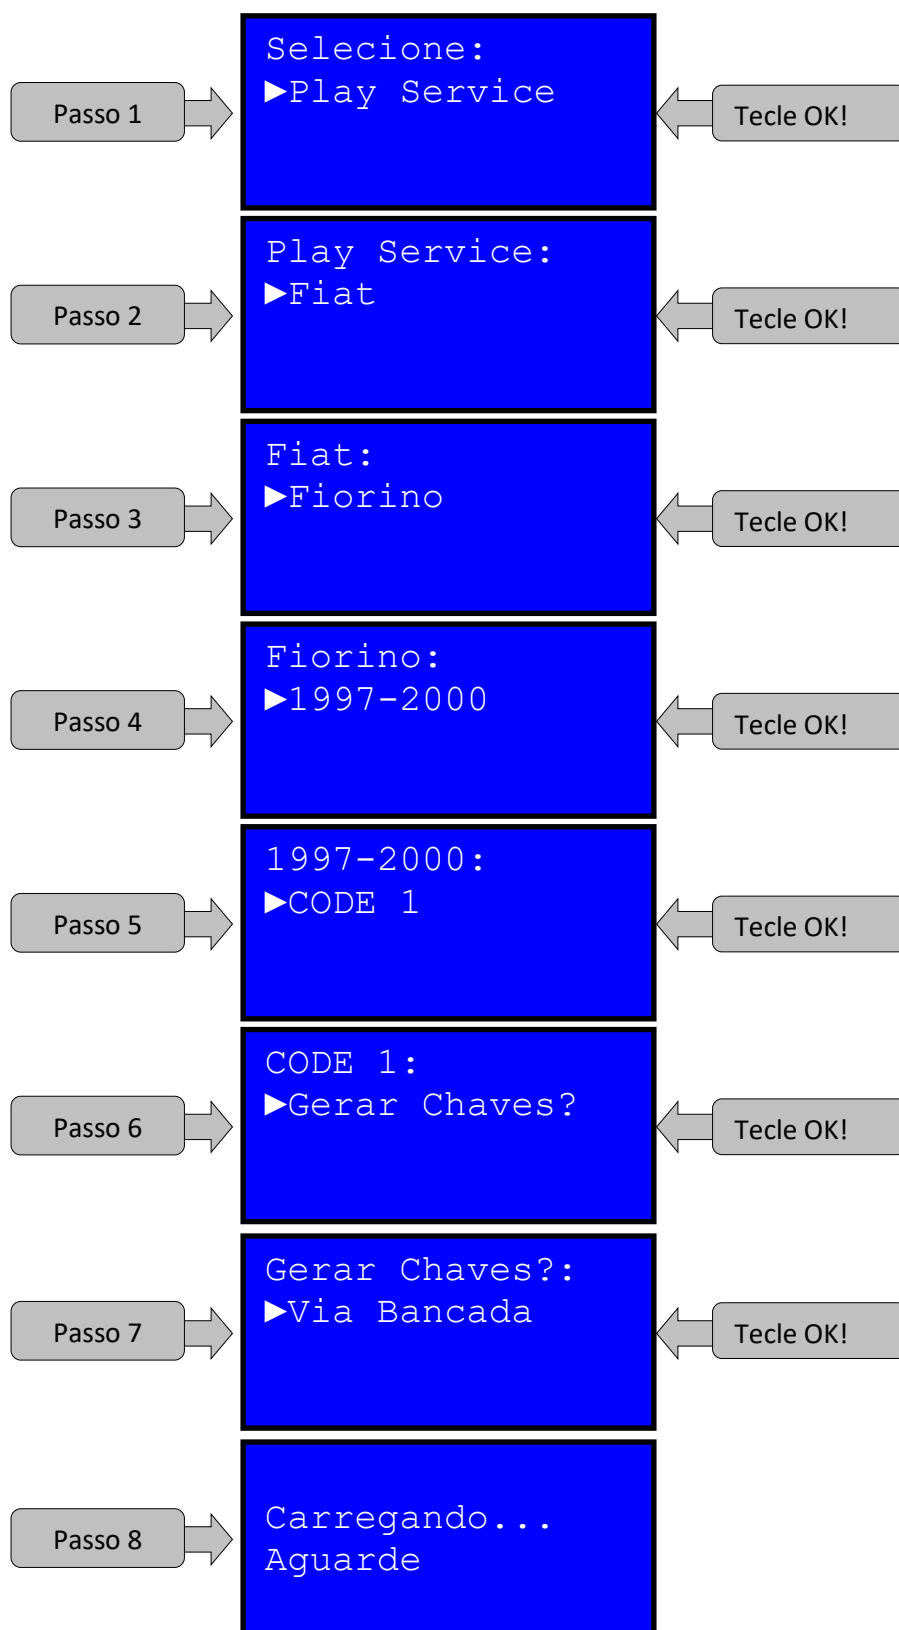 Passo 1
Selecione:
►Play Service
Tecle OK!
Passo 2
Play Service:
►Fiat
Tecle OK!
Passo 3
Fiat:
►Fiorino
Tecle OK!
Passo 4
Fiorino:
►1997-2000
Tecle OK!
Passo 5
1997-2000:
►CODE 1
Tecle OK!
Passo 6
CODE 1:
►Gerar Chaves?
Tecle OK!
Passo 7
Gerar Chaves?:
►Via Bancada
Tecle OK!
Passo 8
Carregando...
Aguarde